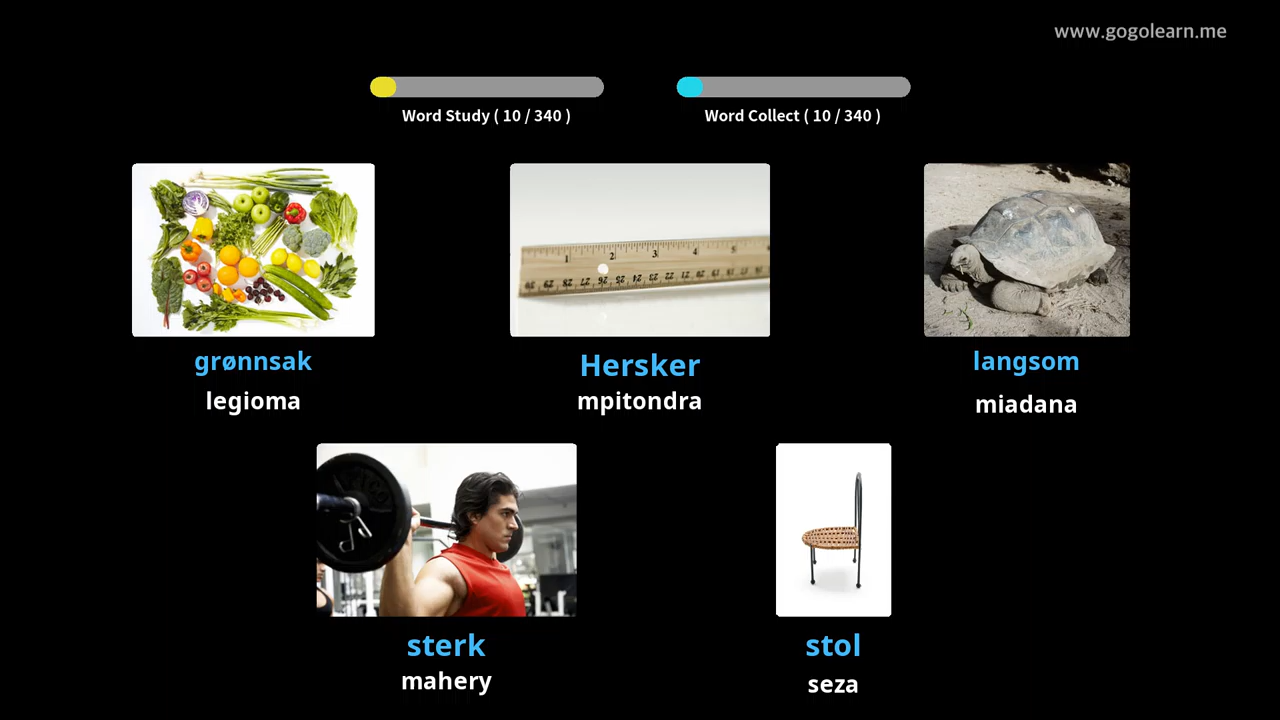 www.gogolearn.me
Word Study ( 10 / 340 )
Word Collect ( 10 / 340 )
grønnsak
legioma
Hersker
mpitondra
langsom
miadana
sterk
mahery
stol
seza